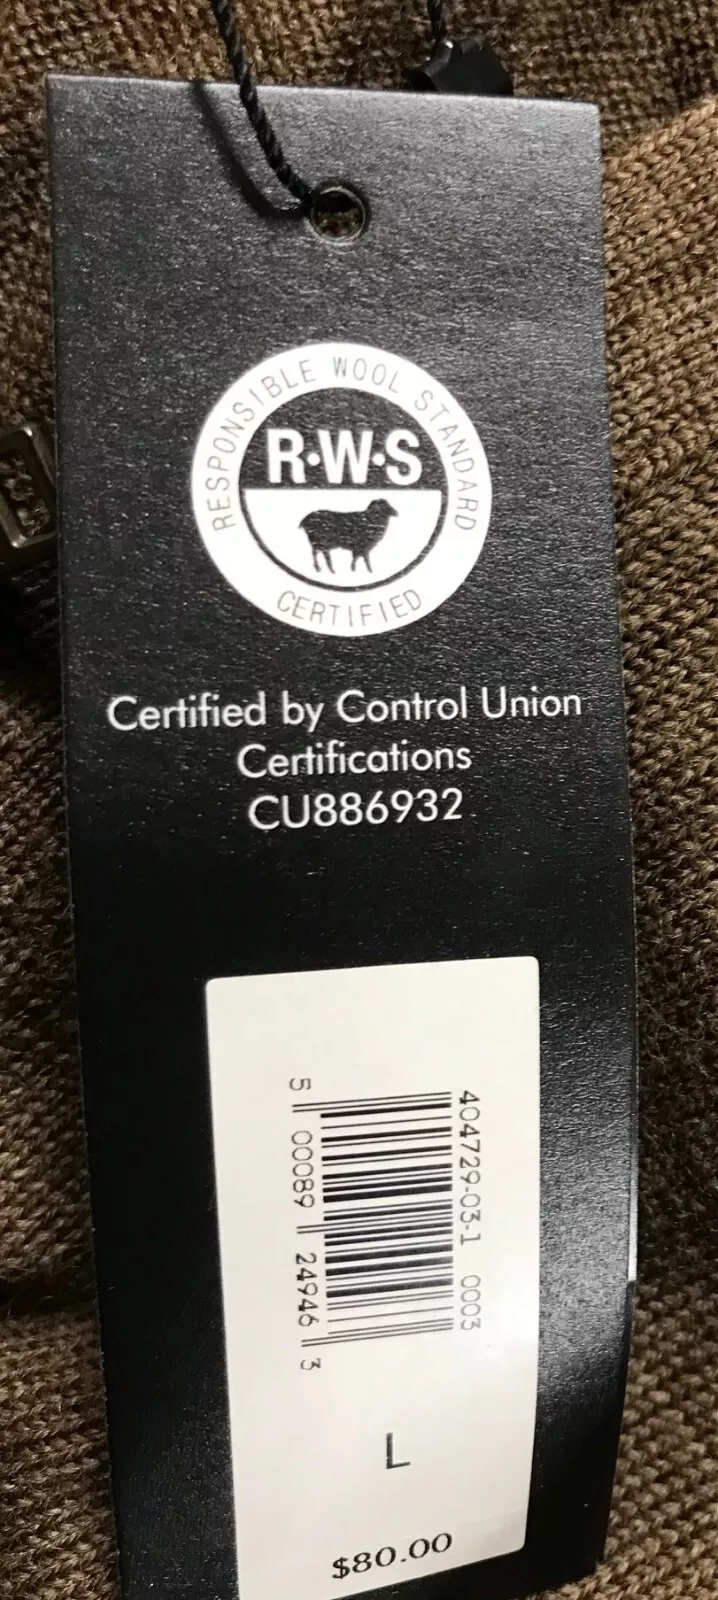 RESPONSIBLE WOOL STANDARD
R·W·S
CERTIFIED
Certified by Control Union
Certifications
CU886932
404729-03-1 0003
5 00089 24946 3
L
$80.00